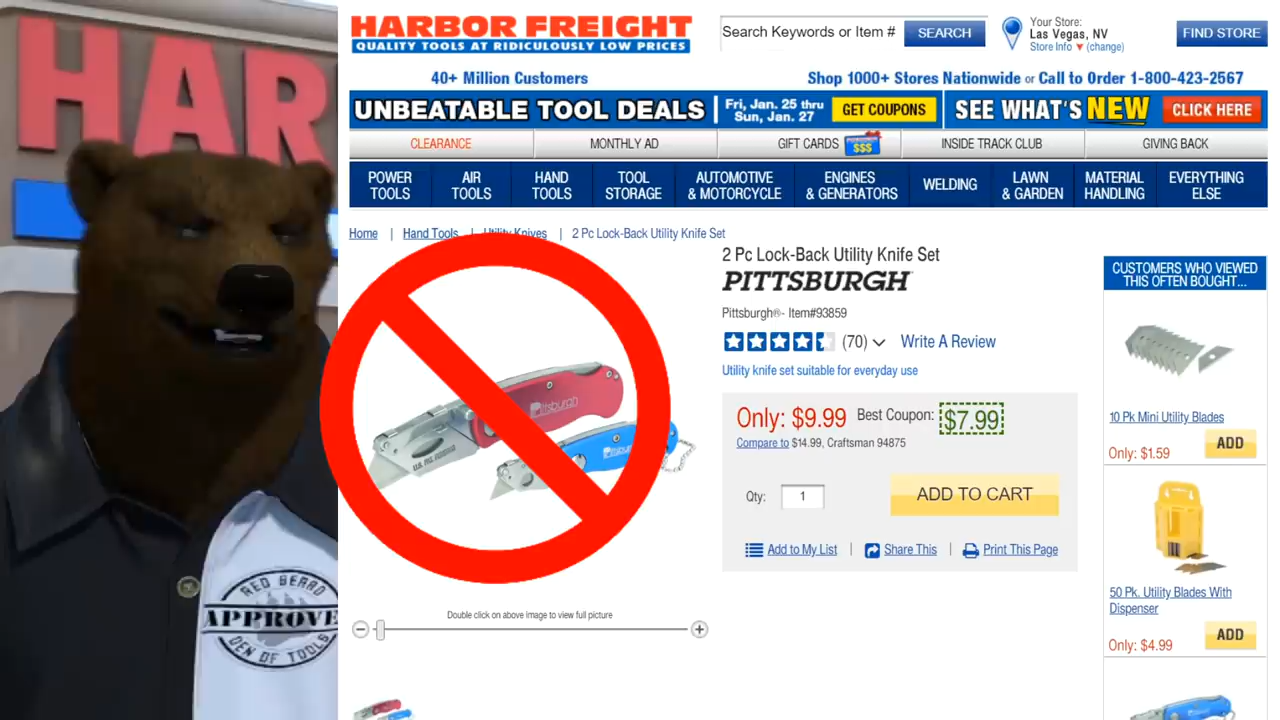 HAR
RED BEARD
APPROVE
DEN OF TOOLS
HARBOR FREIGHT
QUALITY TOOLS AT RIDICULOUSLY LOW PRICES
Search Keywords or Item #
SEARCH
Your Store:
Las Vegas, NV
Store Info ▼ (change)
FIND STORE
40+ Million Customers
Shop 1000+ Stores Nationwide or Call to Order 1-800-423-2567
UNBEATABLE TOOL DEALS
Fri, Jan. 25 thru
Sun, Jan. 27
GET COUPONS
SEE WHAT'S NEW
CLICK HERE
CLEARANCE
MONTHLY AD
GIFT CARDS
$$$
INSIDE TRACK CLUB
GIVING BACK
POWER
TOOLS
AIR
TOOLS
HAND
TOOLS
TOOL
STORAGE
AUTOMOTIVE
& MOTORCYCLE
ENGINES
& GENERATORS
WELDING
LAWN
& GARDEN
MATERIAL
HANDLING
EVERYTHING
ELSE
Home | Hand Tools | Utility Knives | 2 Pc Lock-Back Utility Knife Set
Pittsburgh
Double click on above image to view full picture
2 Pc Lock-Back Utility Knife Set
PITTSBURGH
Pittsburgh®- Item#93859
(70)
Write A Review
Utility knife set suitable for everyday use
Only: $9.99
Best Coupon:
$7.99
Compare to $14.99, Craftsman 94875
Qty:
1
ADD TO CART
Add to My List | Share This | Print This Page
CUSTOMERS WHO VIEWED
THIS OFTEN BOUGHT...
10 Pk Mini Utility Blades
Only: $1.59
ADD
50 Pk. Utility Blades With
Dispenser
Only: $4.99
ADD